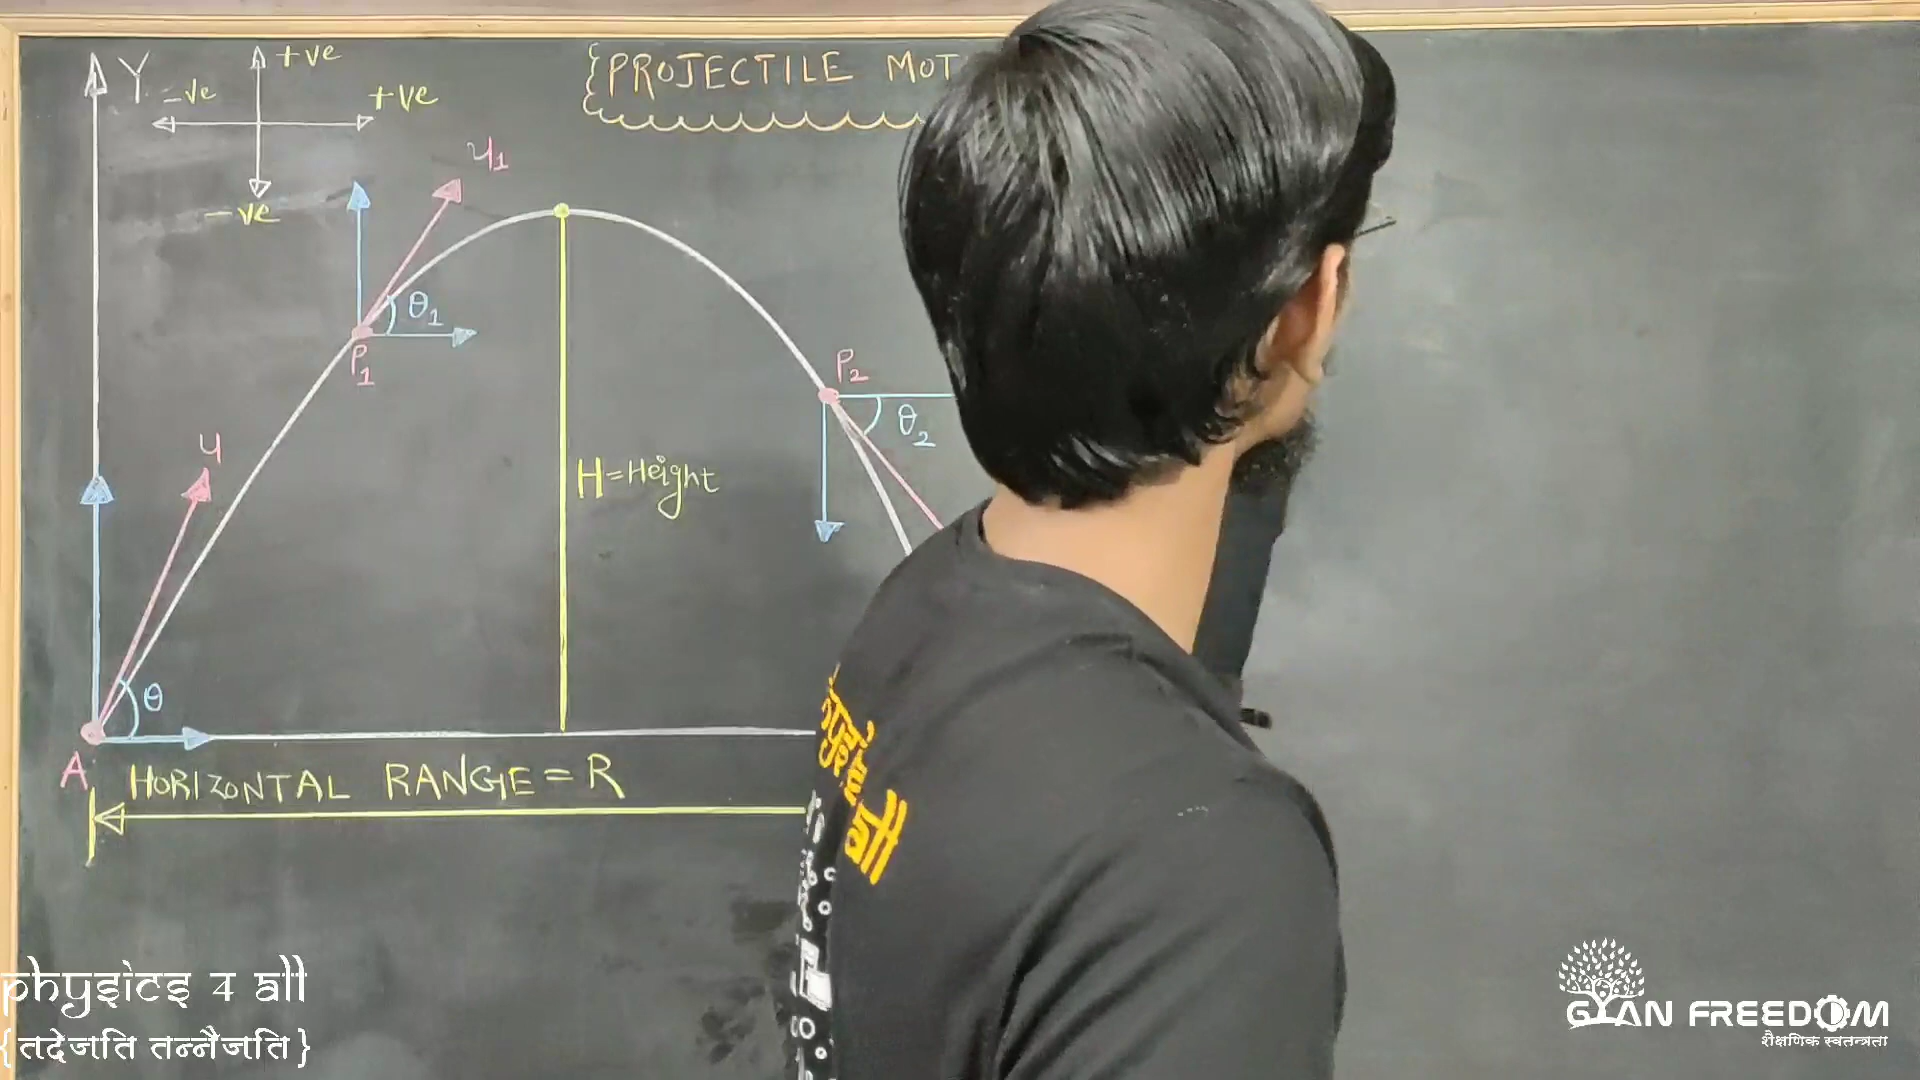 Y
+ve
-ve
+ve
-ve
{PROJECTILE MOT
u1
θ1
P1
P2
θ2
u
H=Height
θ
A
HORIZONTAL RANGE = R
physics 4 all
{तदेजति तन्नैजति}
GYAN FREEDOM
शैक्षणिक स्वतन्त्रता